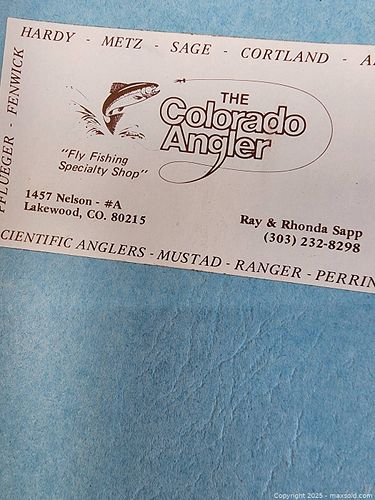 HARDY - METZ - SAGE - CORTLAND -
PFLUEGER - FENWICK
THE
Colorado
Angler
"Fly Fishing
Specialty Shop"
1457 Nelson - #A
Lakewood, CO. 80215
Ray & Rhonda Sapp
(303) 232-8298
CIENTIFIC ANGLERS - MUSTAD - RANGER - PERRIN
Copyright 2025 - maxsold.com